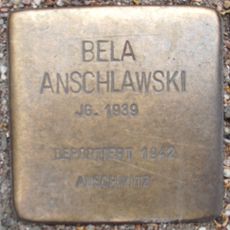 BELA
ANSCHLAWSKI
JG. 1939
DEPORTIERT 1942
AUSCHWITZ